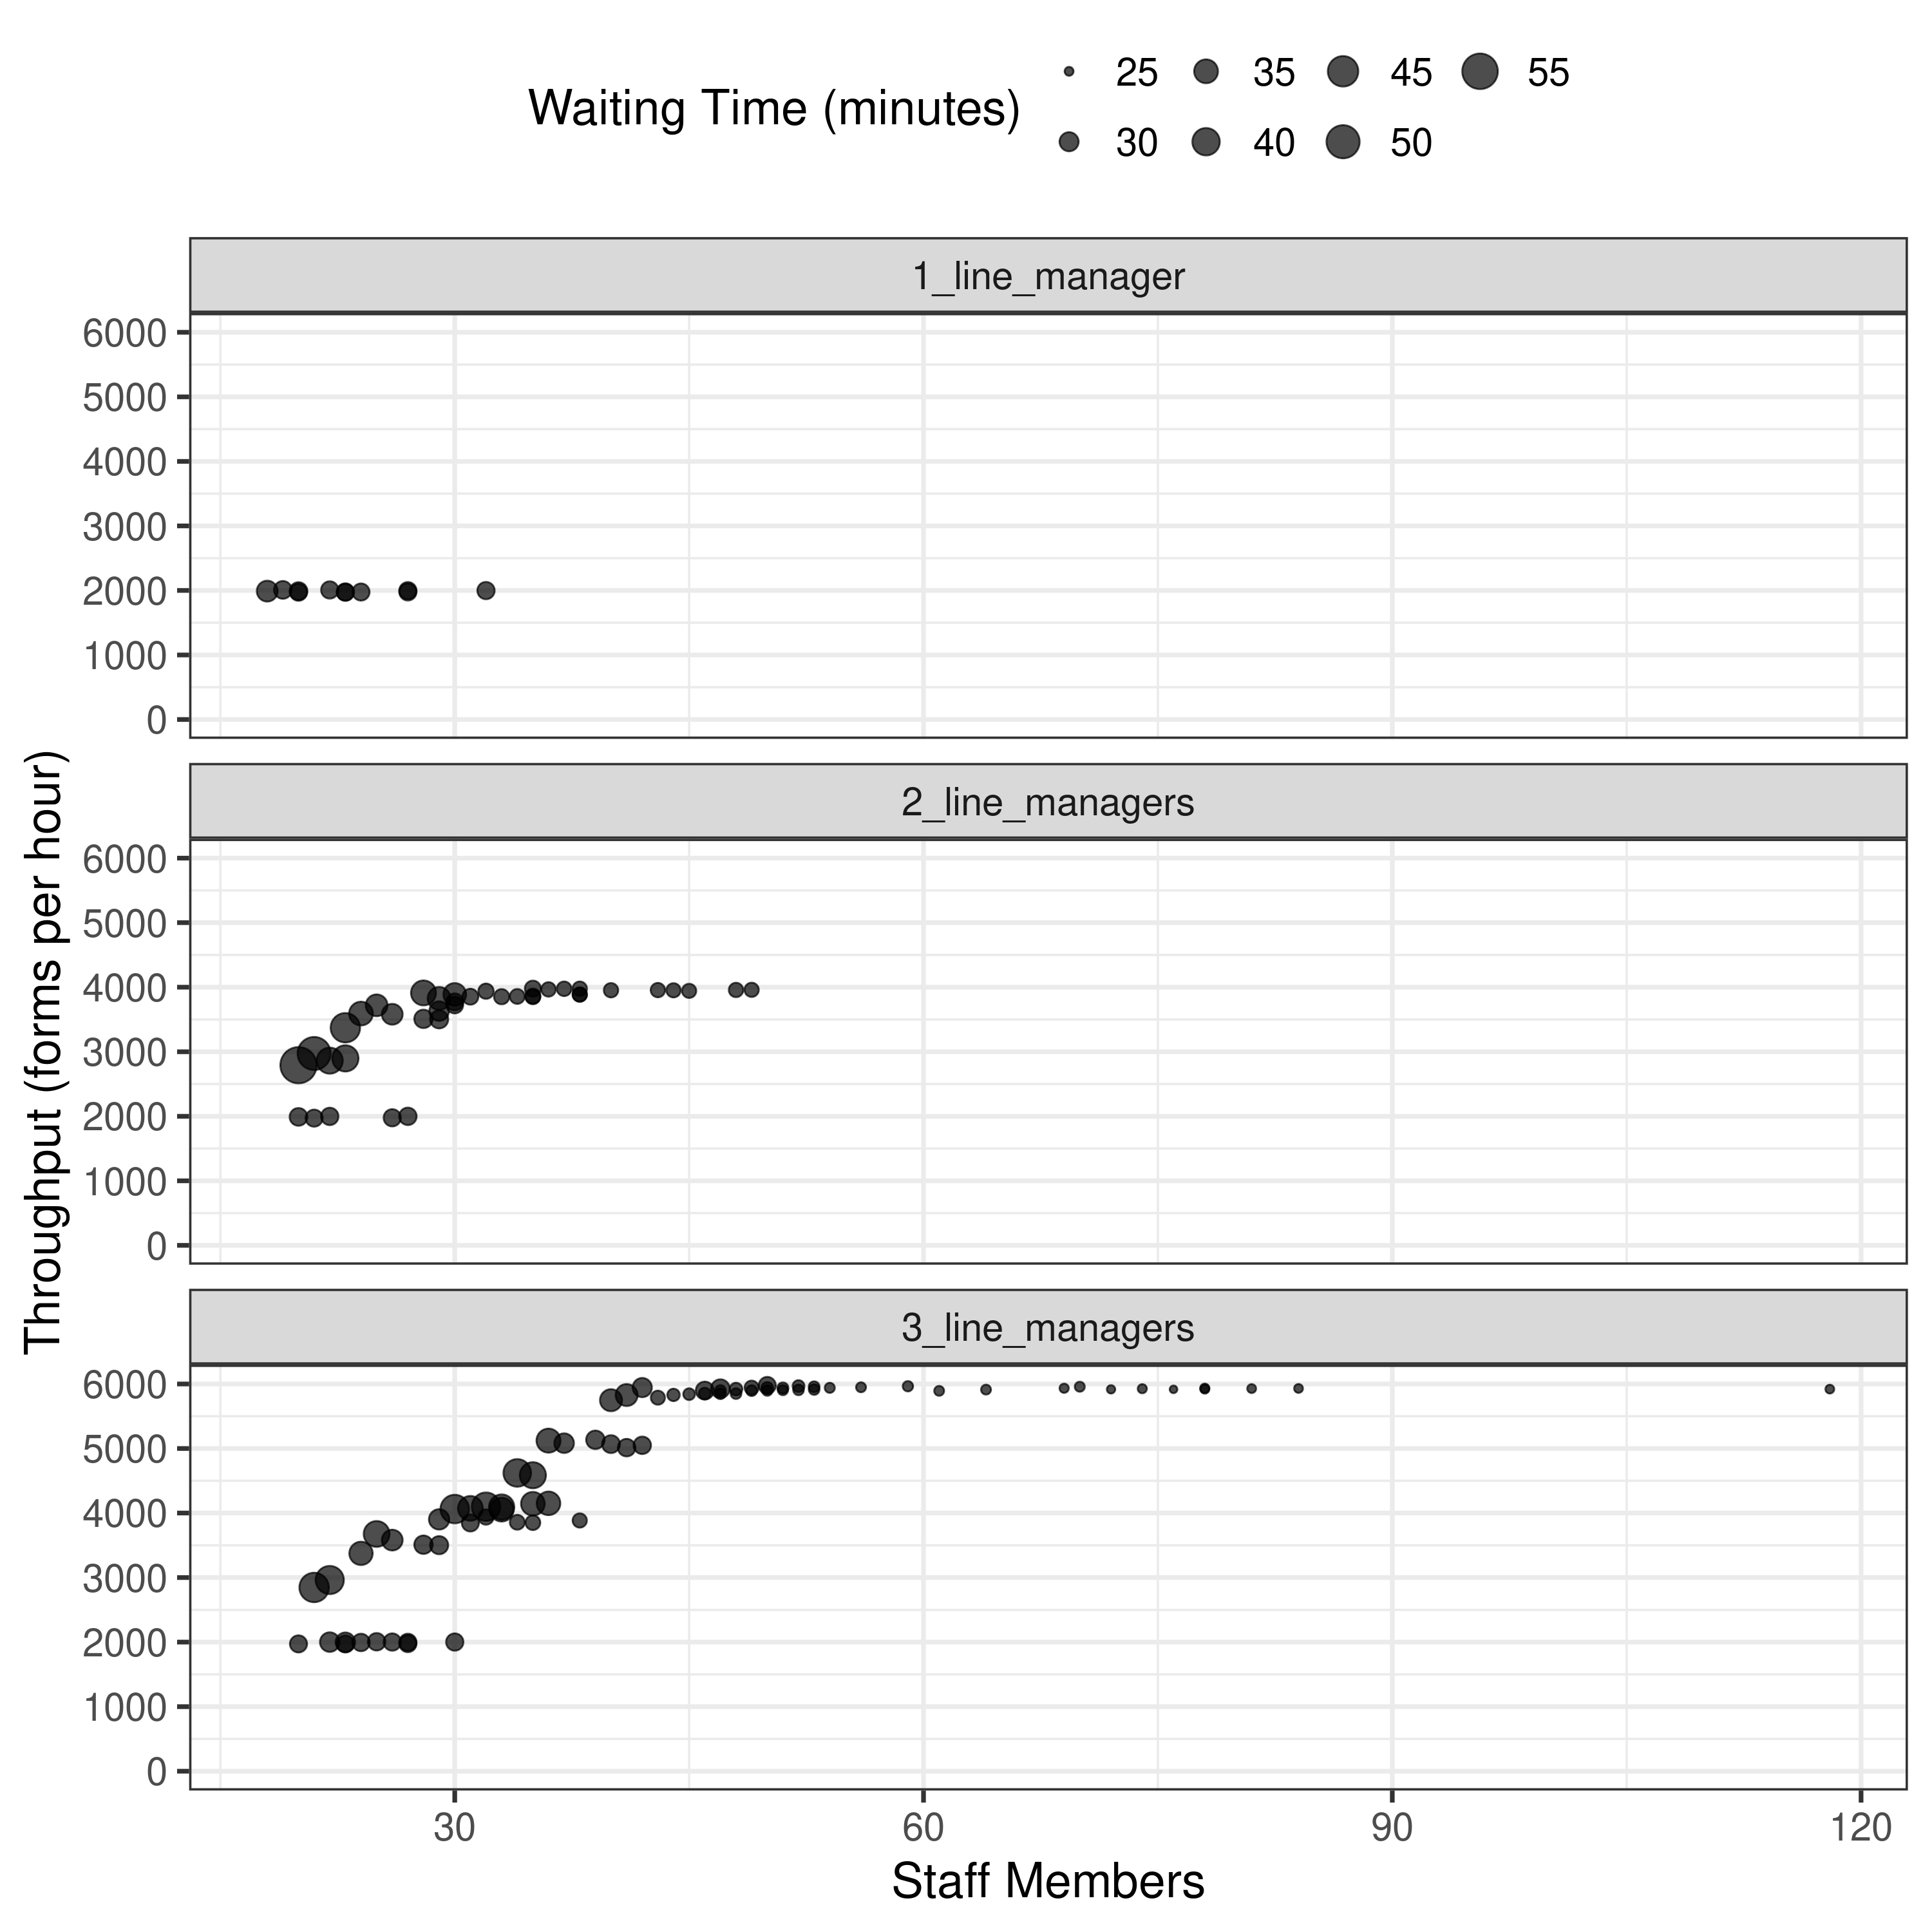 Waiting Time (minutes)
25 35 45 55
30 40 50
1_line_manager
6000
5000
4000
3000
2000
1000
0
2_line_managers
6000
5000
4000
3000
2000
1000
0
3_line_managers
6000
5000
4000
3000
2000
1000
0
Throughput (forms per hour)
30 60 90 120
Staff Members